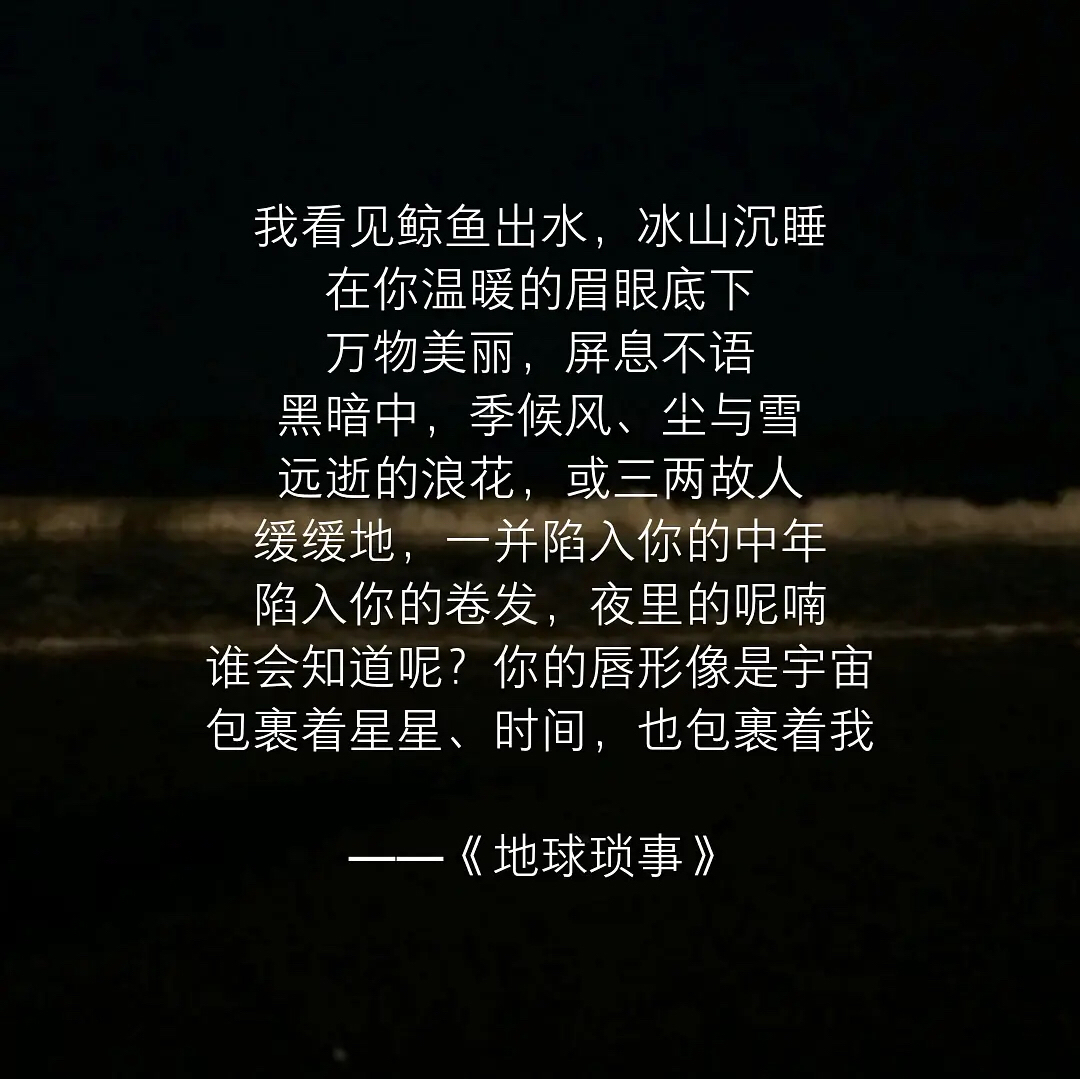 我看见鲸鱼出水，冰山沉睡
在你温暖的眉眼底下
万物美丽，屏息不语
黑暗中，季候风、尘与雪
远逝的浪花，或三两故人
缓缓地，一并陷入你的中年
陷入你的卷发，夜里的呢喃
谁会知道呢？你的唇形像是宇宙
包裹着星星、时间，也包裹着我
——《地球琐事》